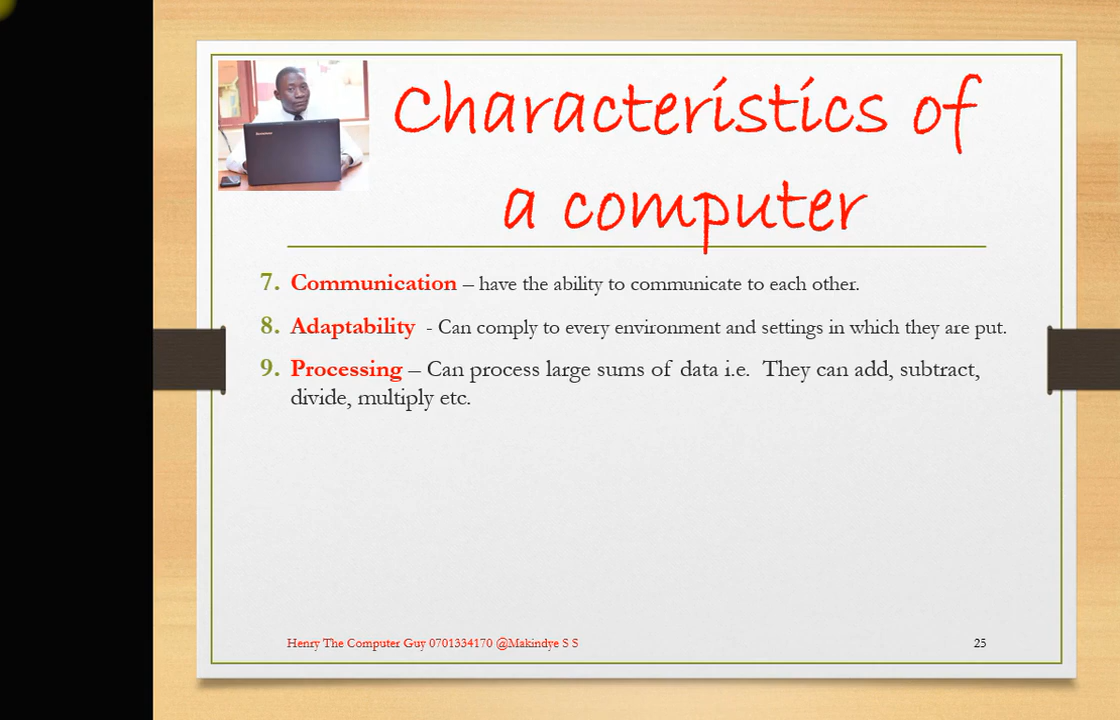 Characteristics of
a computer
7. Communication – have the ability to communicate to each other.
8. Adaptability - Can comply to every environment and settings in which they are put.
9. Processing – Can process large sums of data i.e. They can add, subtract,
divide, multiply etc.
Henry The Computer Guy 0701334170 @Makindye S S
25